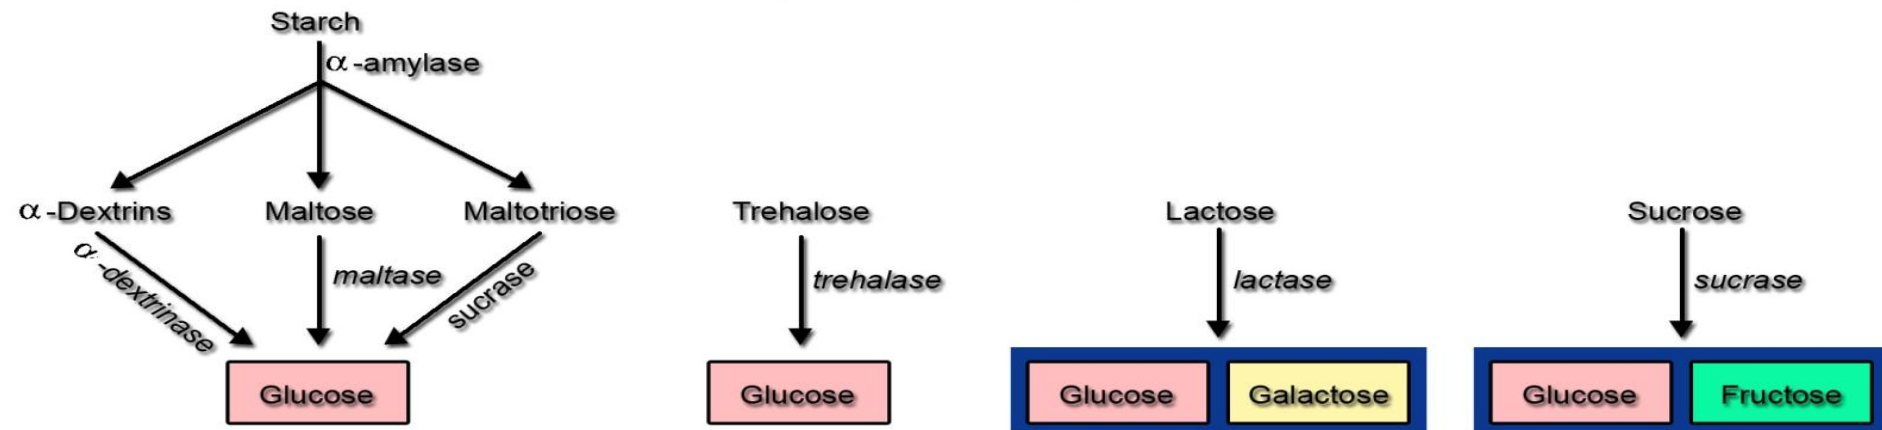 Starch
α-amylase
α-Dextrins Maltose Maltotriose Trehalose Lactose Sucrose
α-dextrinase maltase sucrase trehalase lactase sucrase
Glucose Glucose Glucose Galactose Glucose Fructose